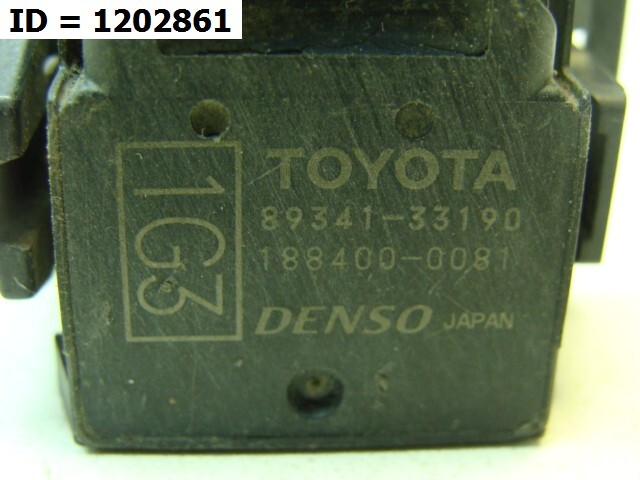 ID = 1202861
1G3
TOYOTA
89341-33190
188400-0081
DENSO JAPAN